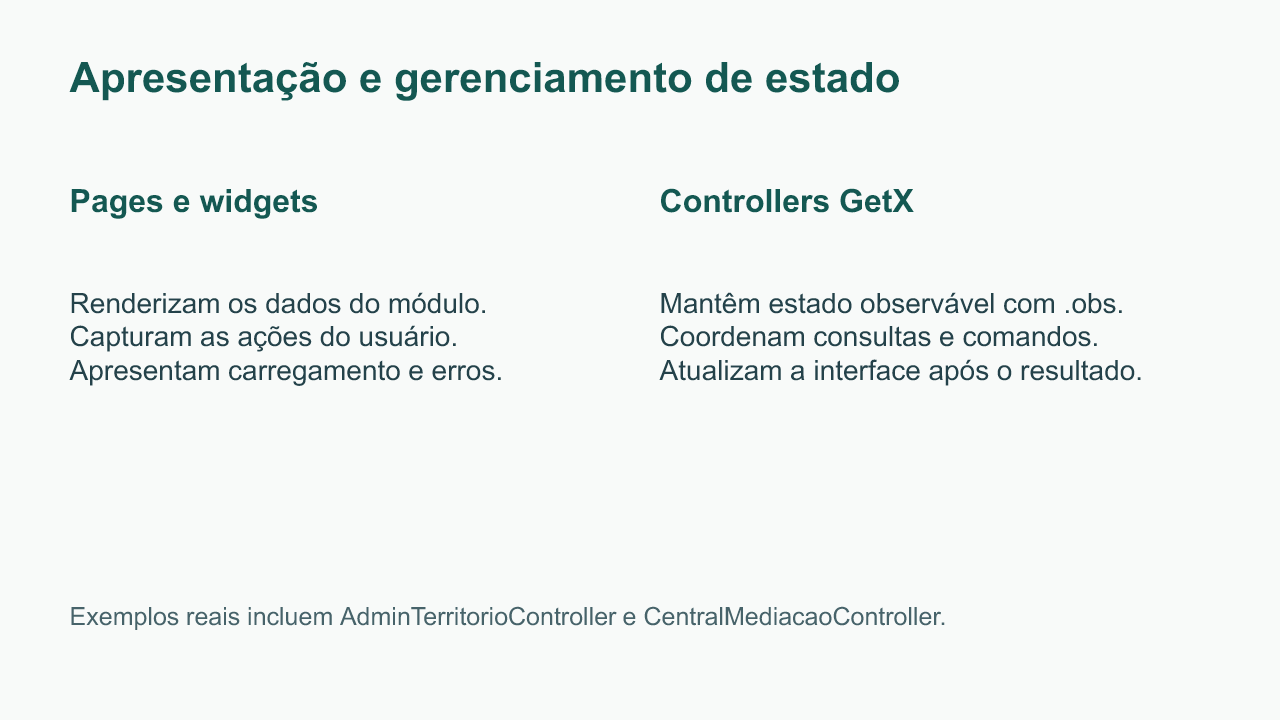 Apresentação e gerenciamento de estado
Pages e widgets
Renderizam os dados do módulo.
Capturam as ações do usuário.
Apresentam carregamento e erros.
Controllers GetX
Mantêm estado observável com .obs.
Coordenam consultas e comandos.
Atualizam a interface após o resultado.
Exemplos reais incluem AdminTerritorioController e CentralMediacaoController.